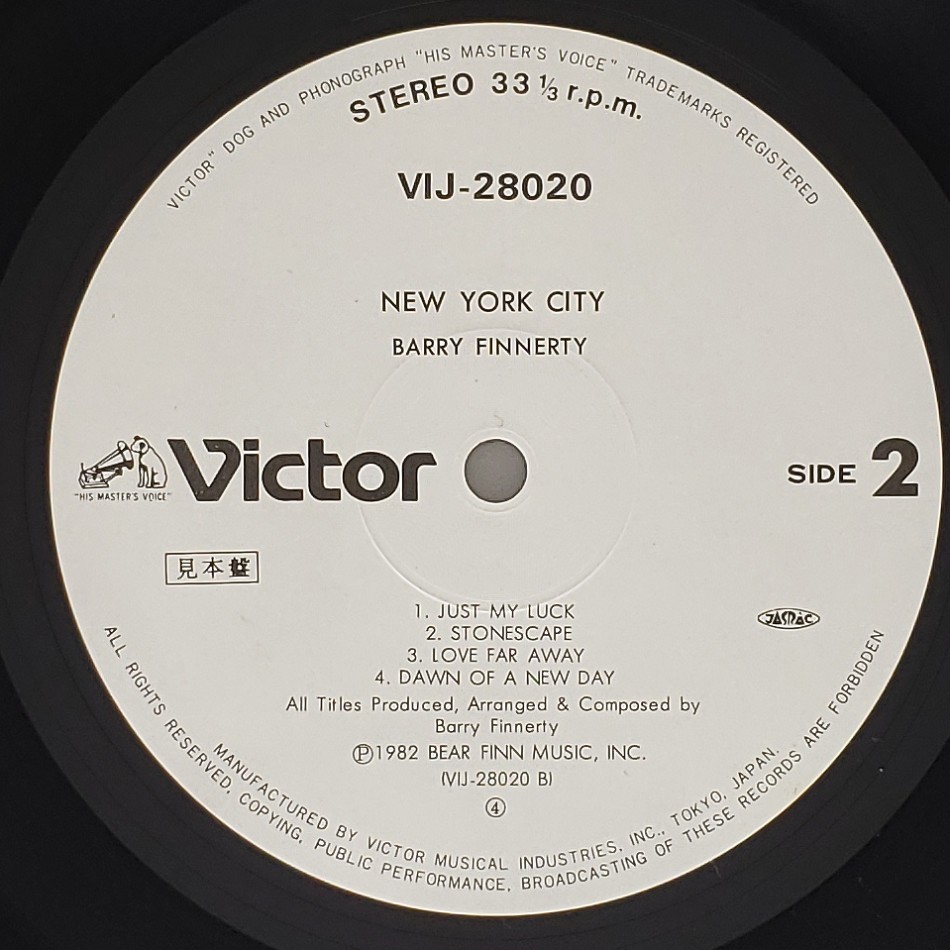 VICTOR" DOG AND PHONOGRAPH "HIS MASTER'S VOICE" TRADEMARKS REGISTERED
STEREO 33 ⅓ r.p.m.
VIJ-28020
NEW YORK CITY
BARRY FINNERTY
"HIS MASTER'S VOICE"
Victor
SIDE 2
見本盤
1. JUST MY LUCK
2. STONESCAPE
3. LOVE FAR AWAY
4. DAWN OF A NEW DAY
JASRAC
All Titles Produced, Arranged & Composed by
Barry Finnerty
Ⓟ1982 BEAR FINN MUSIC, INC.
(VIJ-28020 B)
④
MANUFACTURED BY VICTOR MUSICAL INDUSTRIES, INC., TOKYO, JAPAN.
ALL RIGHTS RESERVED, COPYING, PUBLIC PERFORMANCE, BROADCASTING OF THESE RECORDS ARE FORBIDDEN